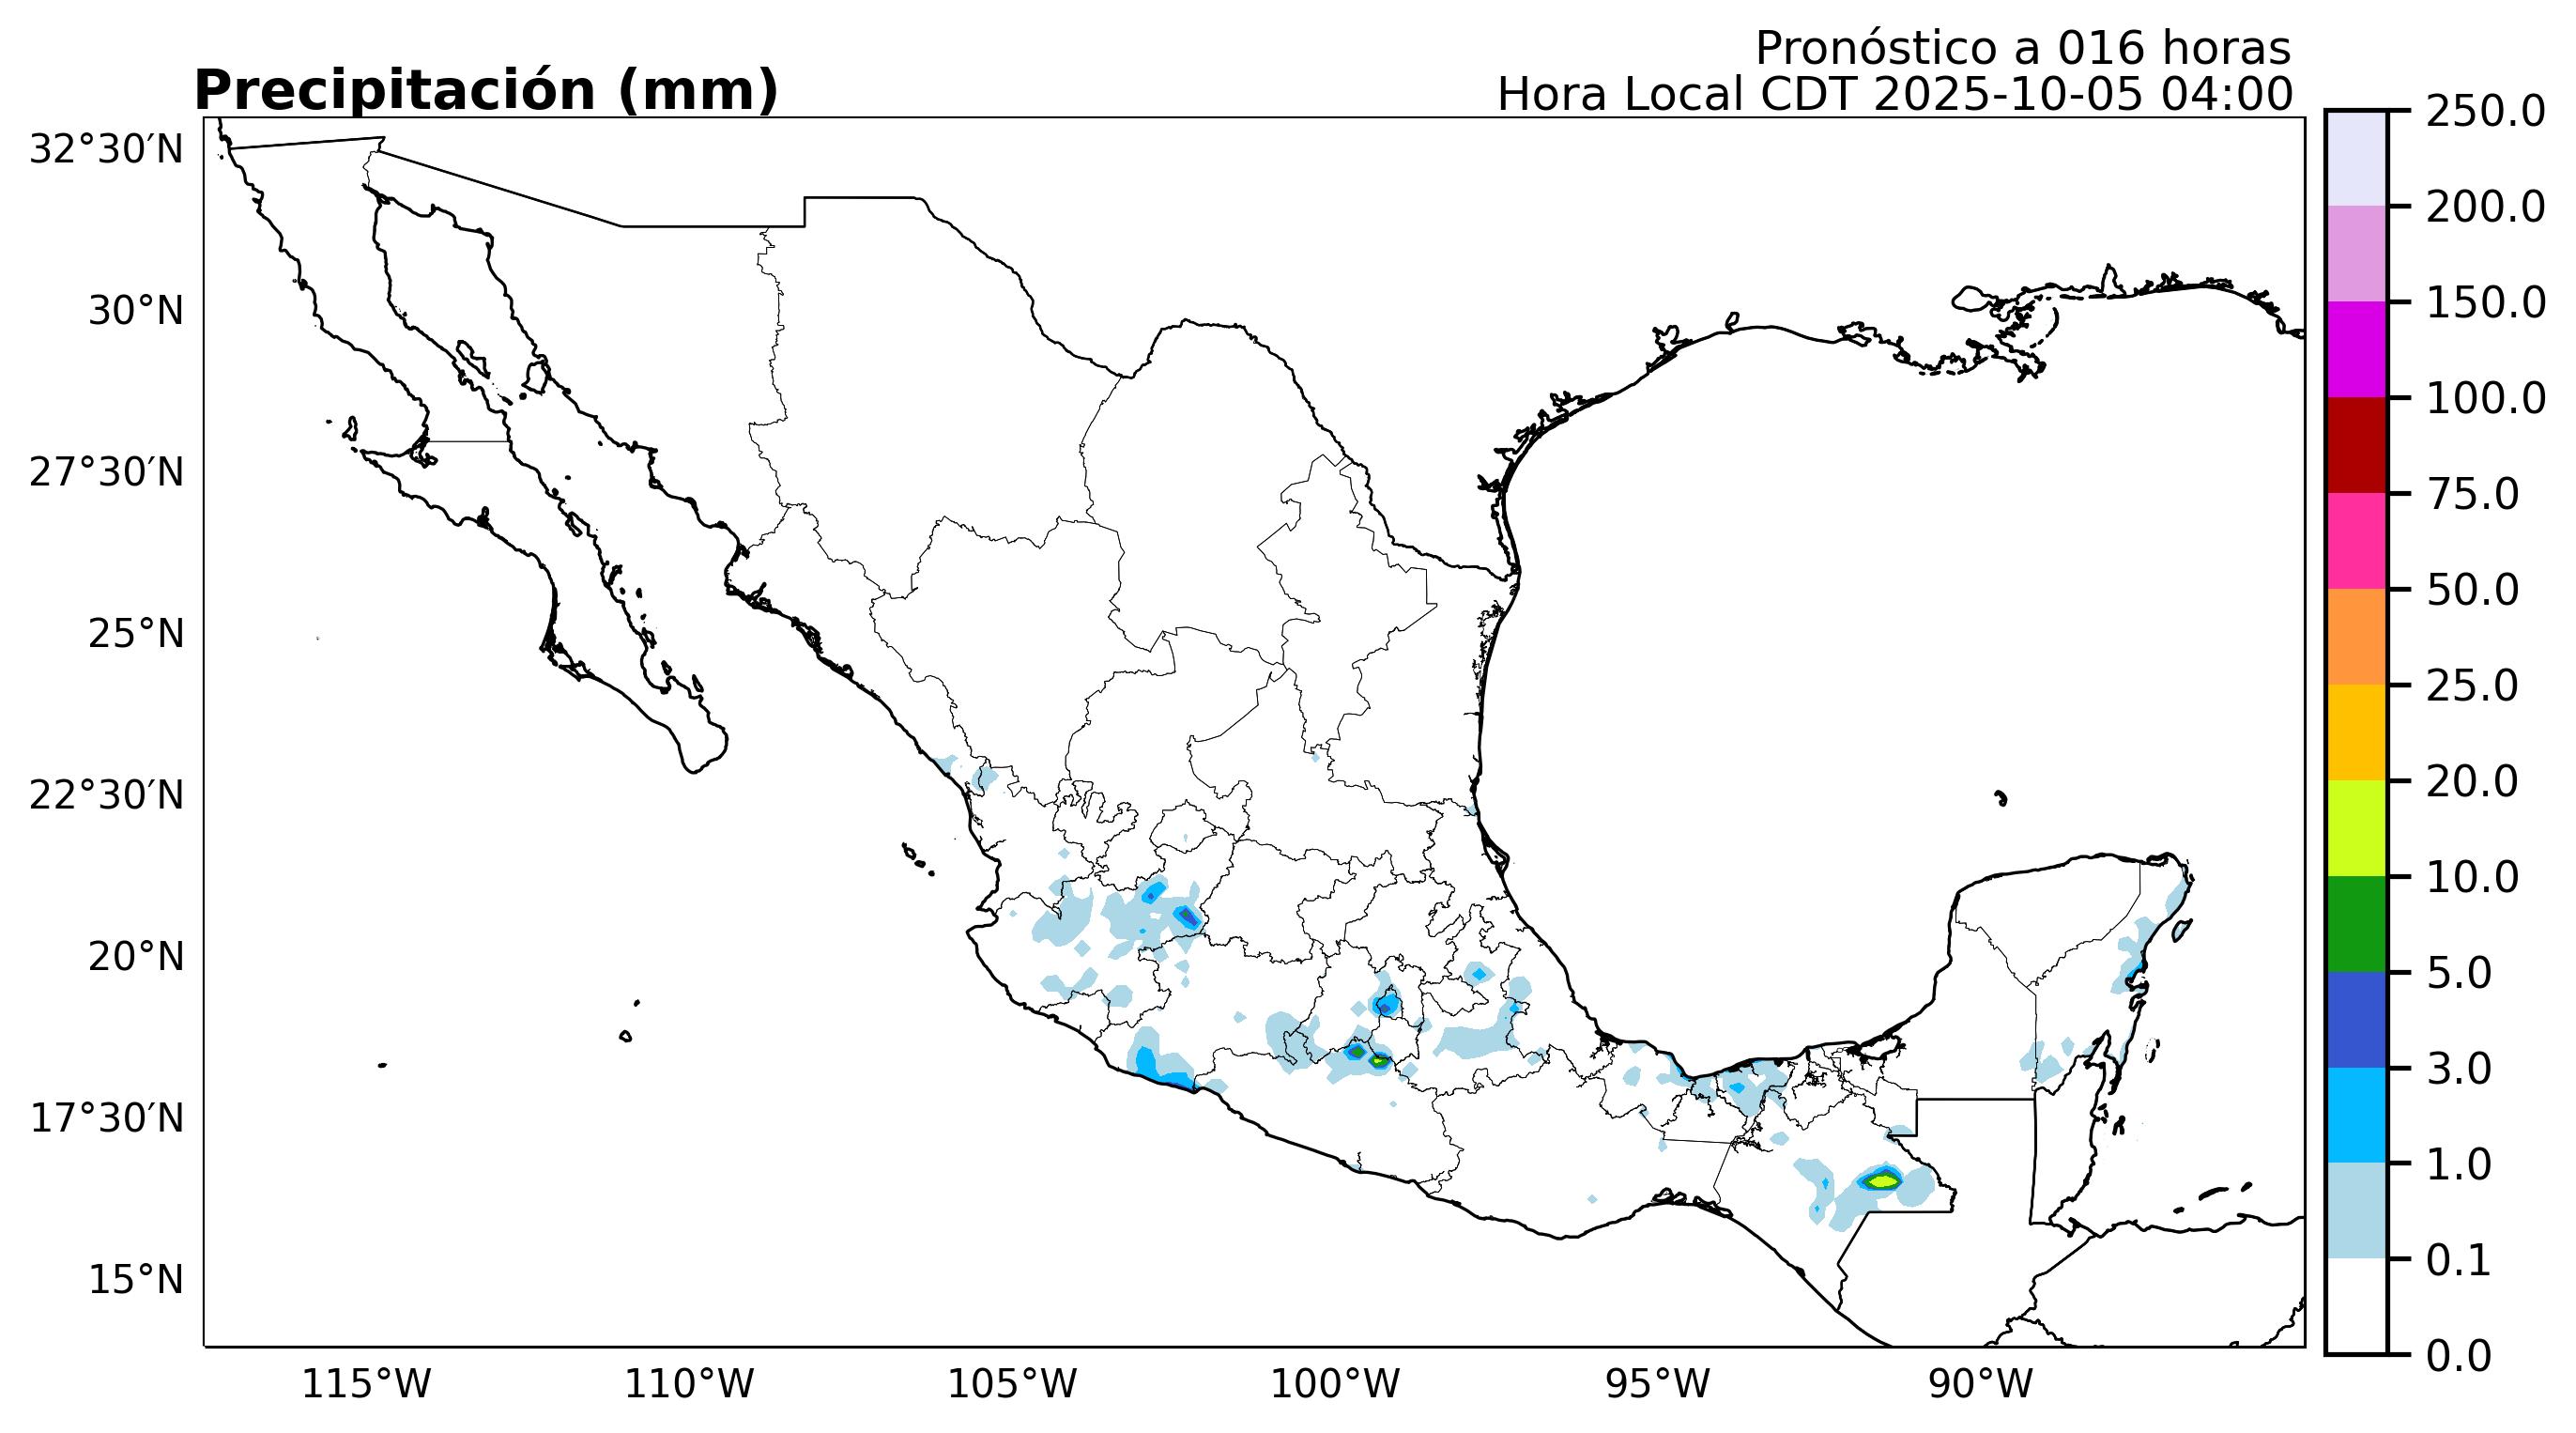 Pronóstico a 016 horas
Precipitación (mm)
Hora Local CDT 2025-10-05 04:00
32°30′N
30°N
27°30′N
25°N
22°30′N
20°N
17°30′N
15°N
115°W
110°W
105°W
100°W
95°W
90°W
250.0
200.0
150.0
100.0
75.0
50.0
25.0
20.0
10.0
5.0
3.0
1.0
0.1
0.0